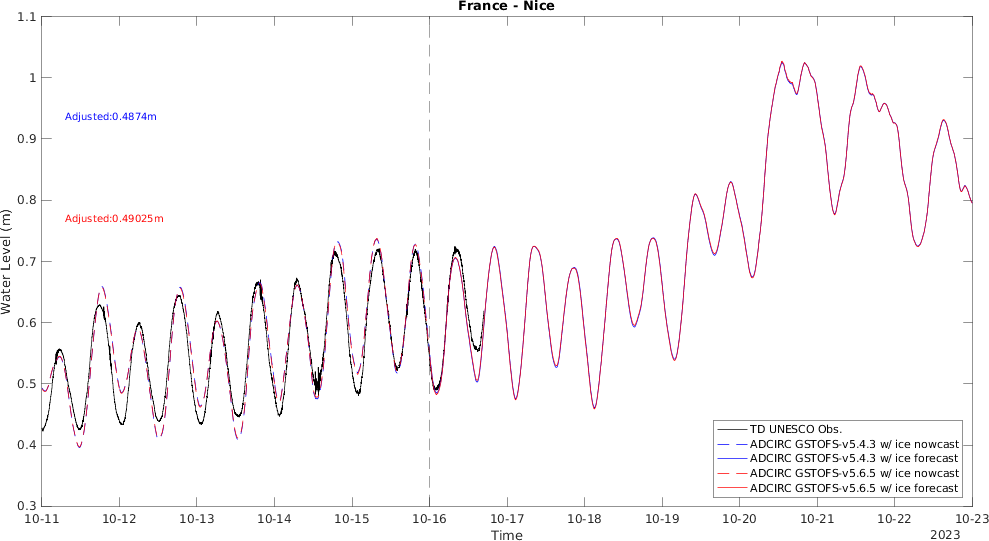 France - Nice
1.1
1
0.9
0.8
0.7
0.6
0.5
0.4
0.3
Water Level (m)
Adjusted:0.4874m
Adjusted:0.49025m
TD UNESCO Obs.
ADCIRC GSTOFS-v5.4.3 w/ ice nowcast
ADCIRC GSTOFS-v5.4.3 w/ ice forecast
ADCIRC GSTOFS-v5.6.5 w/ ice nowcast
ADCIRC GSTOFS-v5.6.5 w/ ice forecast
10-11 10-12 10-13 10-14 10-15 10-16 10-17 10-18 10-19 10-20 10-21 10-22 10-23
Time
2023